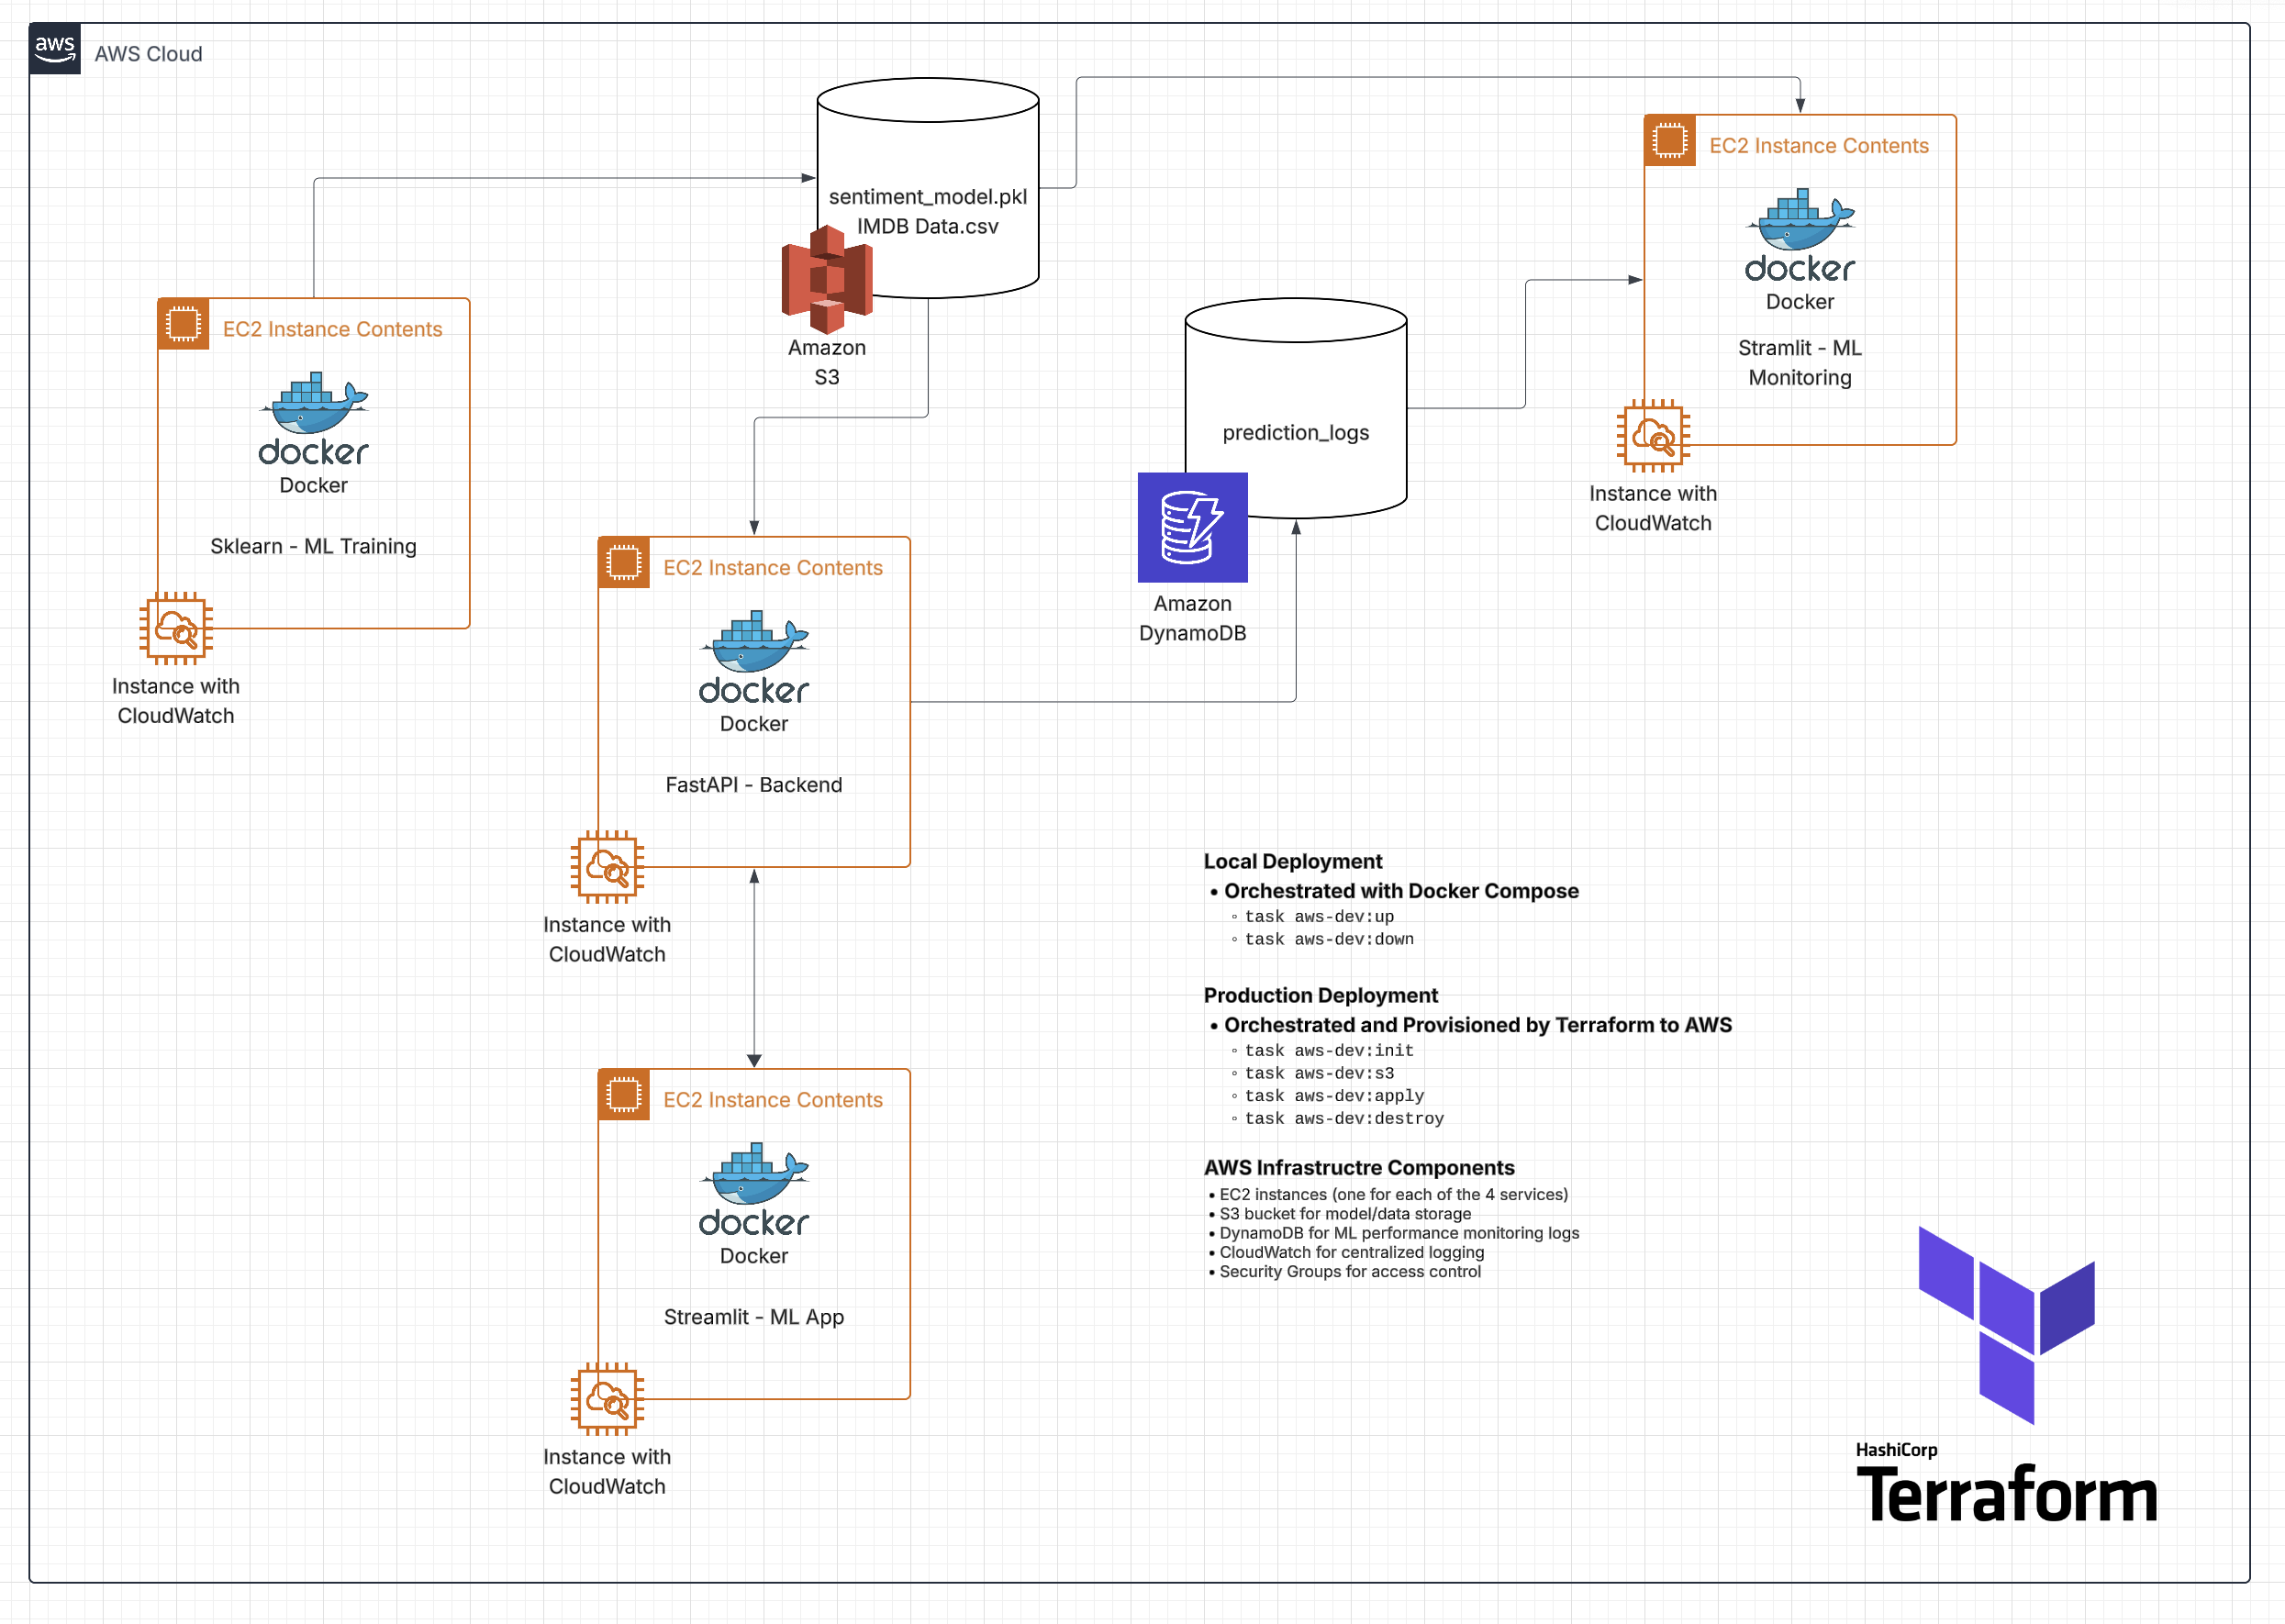 aws
AWS Cloud
sentiment_model.pkl
IMDB Data.csv
Amazon
S3
EC2 Instance Contents
docker
Docker
Stramlit - ML
Monitoring
Instance with
CloudWatch
EC2 Instance Contents
docker
Docker
Sklearn - ML Training
Instance with
CloudWatch
prediction_logs
Amazon
DynamoDB
EC2 Instance Contents
docker
Docker
FastAPI - Backend
Instance with
CloudWatch
EC2 Instance Contents
docker
Docker
Streamlit - ML App
Instance with
CloudWatch
Local Deployment
• Orchestrated with Docker Compose
◦ task aws-dev:up
◦ task aws-dev:down
Production Deployment
• Orchestrated and Provisioned by Terraform to AWS
◦ task aws-dev:init
◦ task aws-dev:s3
◦ task aws-dev:apply
◦ task aws-dev:destroy
AWS Infrastructre Components
• EC2 instances (one for each of the 4 services)
• S3 bucket for model/data storage
• DynamoDB for ML performance monitoring logs
• CloudWatch for centralized logging
• Security Groups for access control
HashiCorp
Terraform